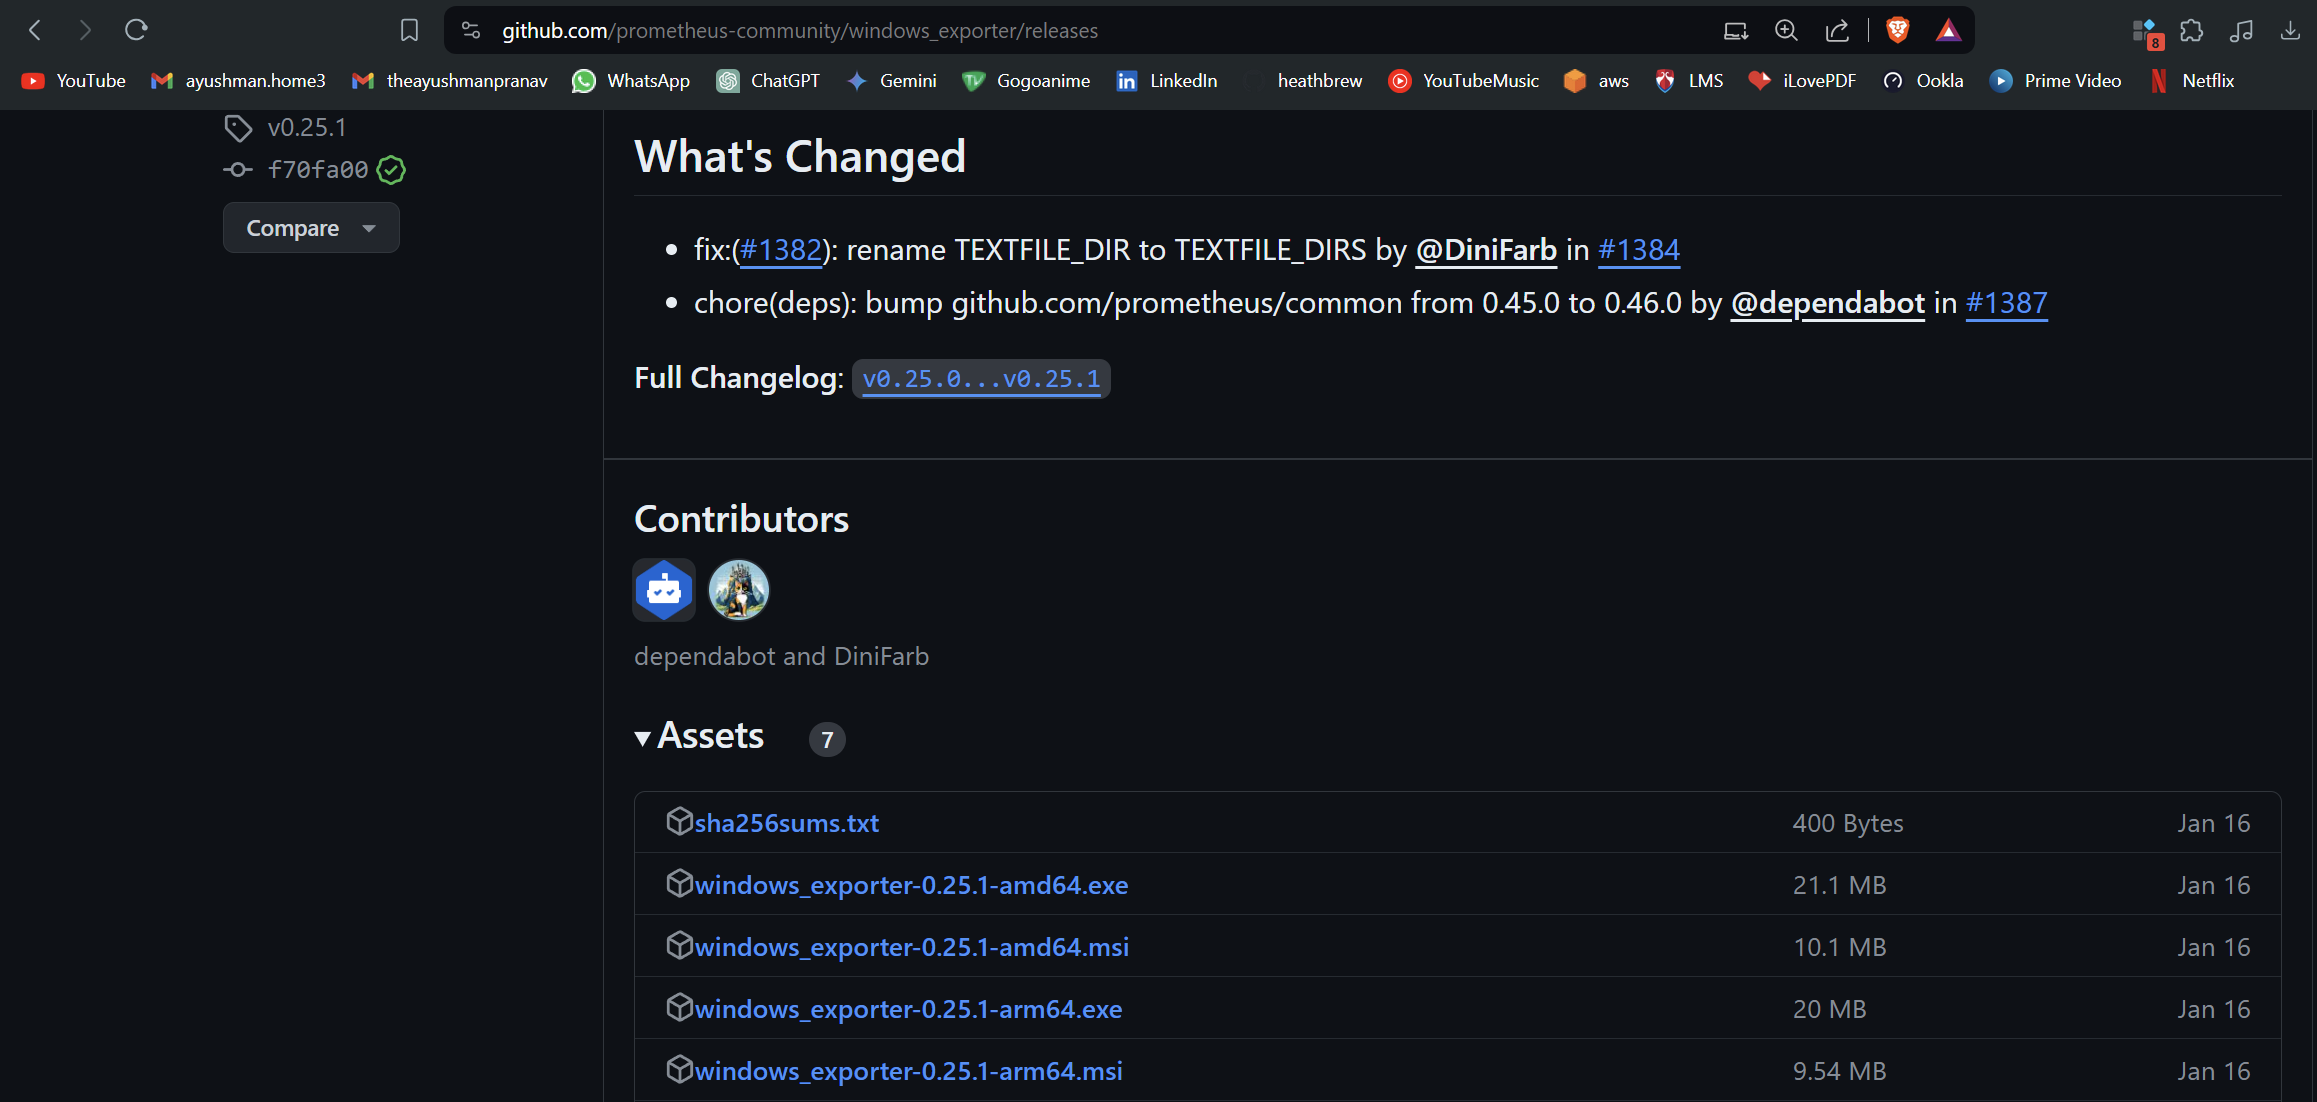 github.com/prometheus-community/windows_exporter/releases
8
YouTube ayushman.home3 theayushmanpranav WhatsApp ChatGPT Gemini Gogoanime LinkedIn heathbrew YouTubeMusic aws LMS iLovePDF Ookla Prime Video Netflix
v0.25.1
f70fa00
Compare
What's Changed
fix:(#1382): rename TEXTFILE_DIR to TEXTFILE_DIRS by @DiniFarb in #1384
chore(deps): bump github.com/prometheus/common from 0.45.0 to 0.46.0 by @dependabot in #1387
Full Changelog: v0.25.0...v0.25.1
Contributors
dependabot and DiniFarb
Assets 7
sha256sums.txt 400 Bytes Jan 16
windows_exporter-0.25.1-amd64.exe 21.1 MB Jan 16
windows_exporter-0.25.1-amd64.msi 10.1 MB Jan 16
windows_exporter-0.25.1-arm64.exe 20 MB Jan 16
windows_exporter-0.25.1-arm64.msi 9.54 MB Jan 16